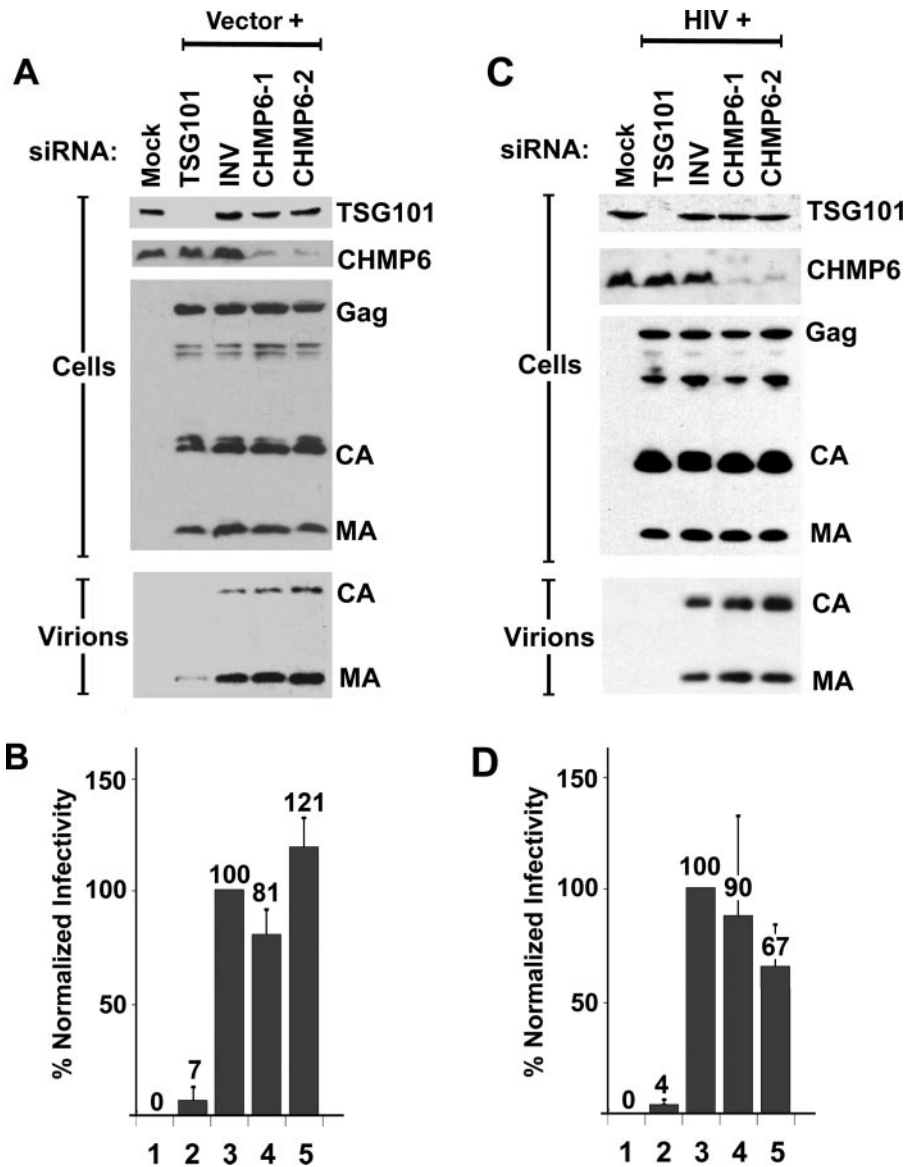 Vector +
A
siRNA:
Mock
TSG101
INV
CHMP6-1
CHMP6-2
TSG101
CHMP6
Gag
Cells
CA
MA
CA
Virions
MA
HIV +
C
siRNA:
Mock
TSG101
INV
CHMP6-1
CHMP6-2
TSG101
CHMP6
Gag
Cells
CA
MA
CA
Virions
MA
B
% Normalized Infectivity
150
100
50
0
7
100
81
121
1 2 3 4 5
D
% Normalized Infectivity
150
100
50
0
4
100
90
67
1 2 3 4 5